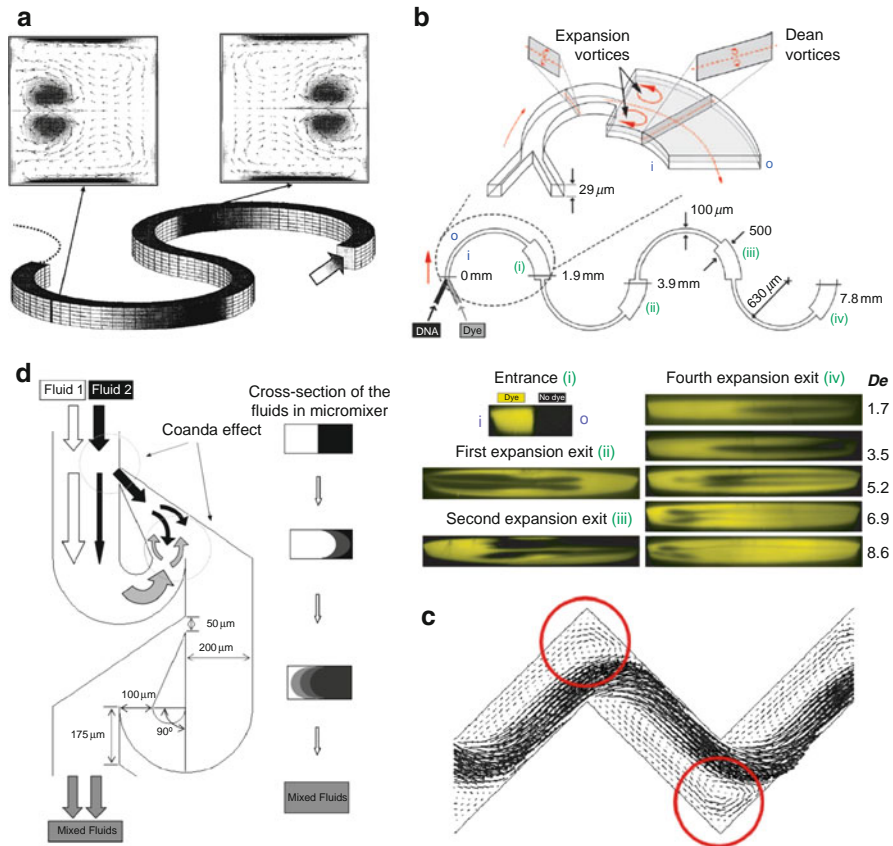 a
b
Expansion
vortices
Dean
vortices
i
o
29 μm
100 μm
500
o
i
(i)
0 mm
1.9 mm
(ii)
3.9 mm
(iii)
630 μm
7.8 mm
(iv)
DNA
Dye
d
Fluid 1
Fluid 2
Coanda effect
Cross-section of the
fluids in micromixer
50 μm
200 μm
100 μm
90º
175 μm
Mixed Fluids
Mixed Fluids
Entrance (i)
Dye
No dye
i
o
First expansion exit (ii)
Second expansion exit (iii)
Fourth expansion exit (iv)
De
1.7
3.5
5.2
6.9
8.6
c